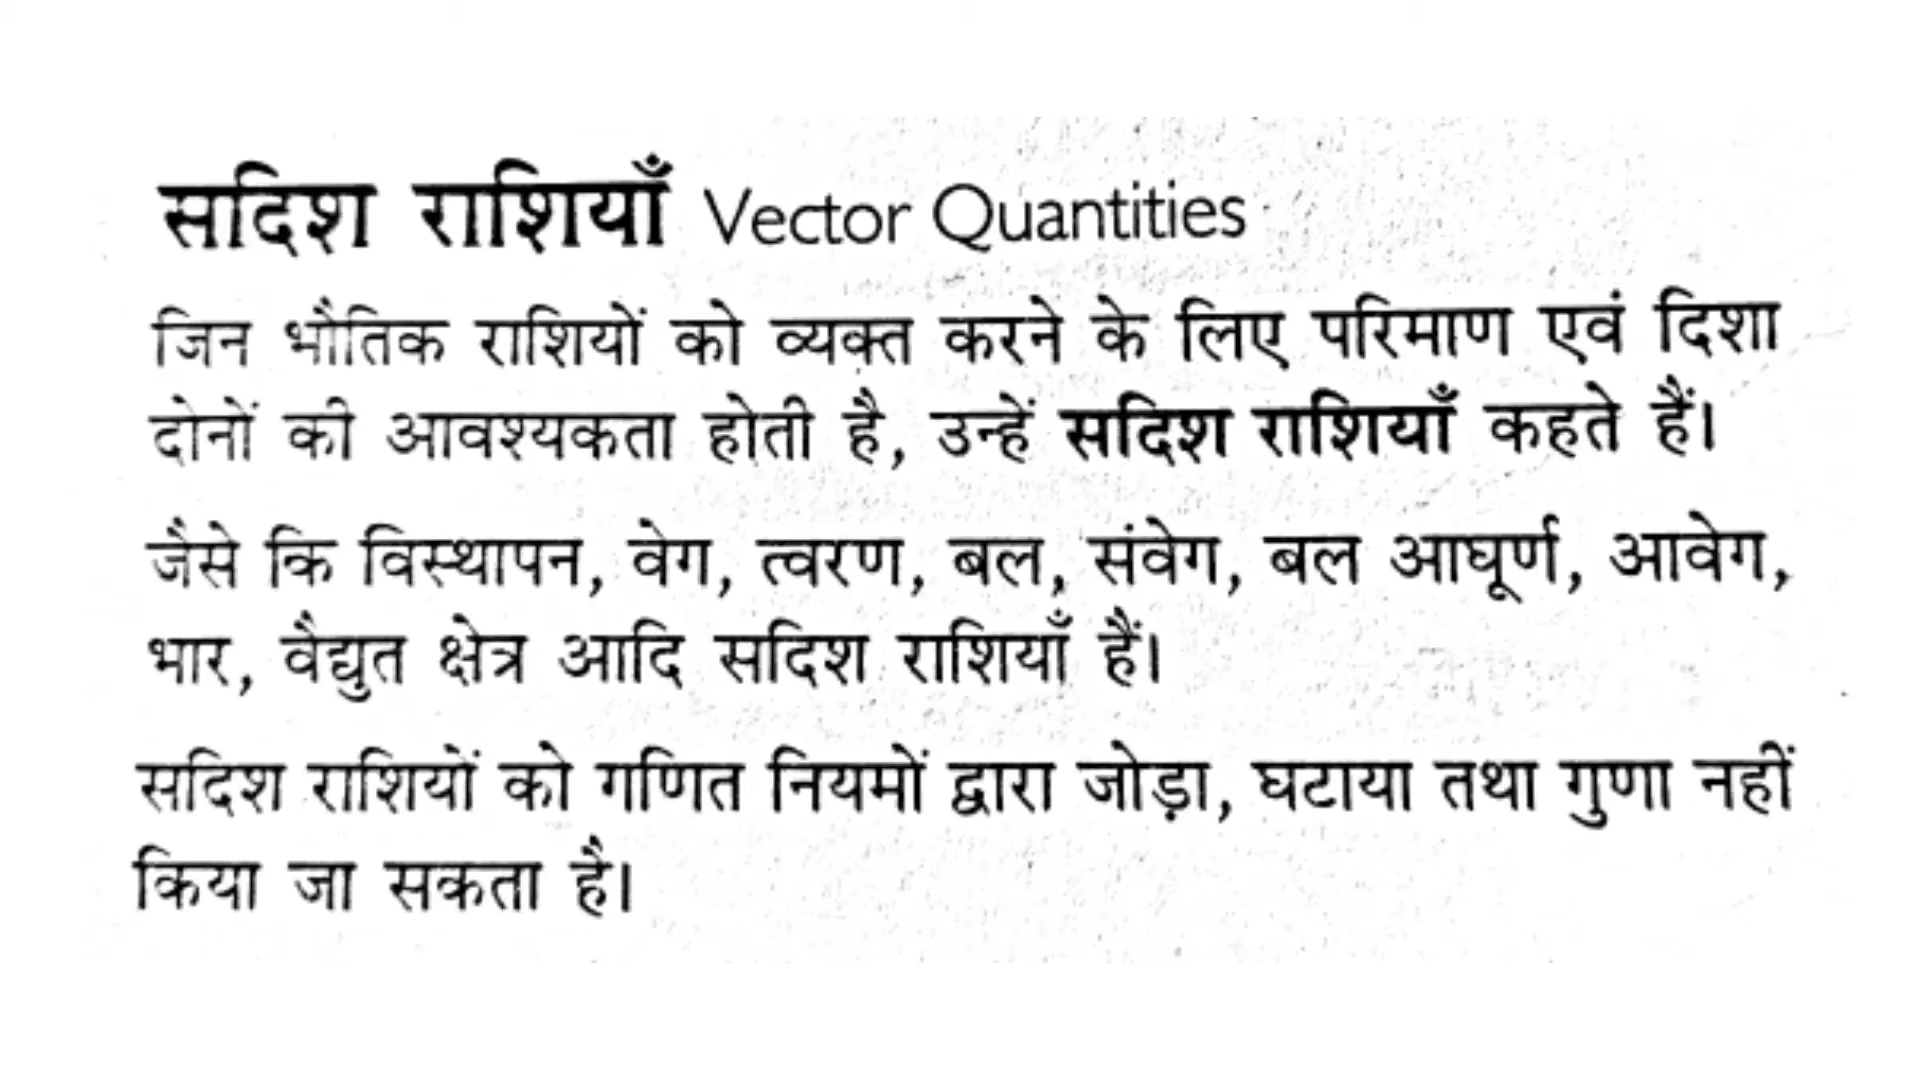 सदिश राशियाँ Vector Quantities
जिन भौतिक राशियों को व्यक्त करने के लिए परिमाण एवं दिशा
दोनों की आवश्यकता होती है, उन्हें सदिश राशियाँ कहते हैं।
जैसे कि विस्थापन, वेग, त्वरण, बल, संवेग, बल आघूर्ण, आवेग,
भार, वैद्युत क्षेत्र आदि सदिश राशियाँ हैं।
सदिश राशियों को गणित नियमों द्वारा जोड़ा, घटाया तथा गुणा नहीं
किया जा सकता है।